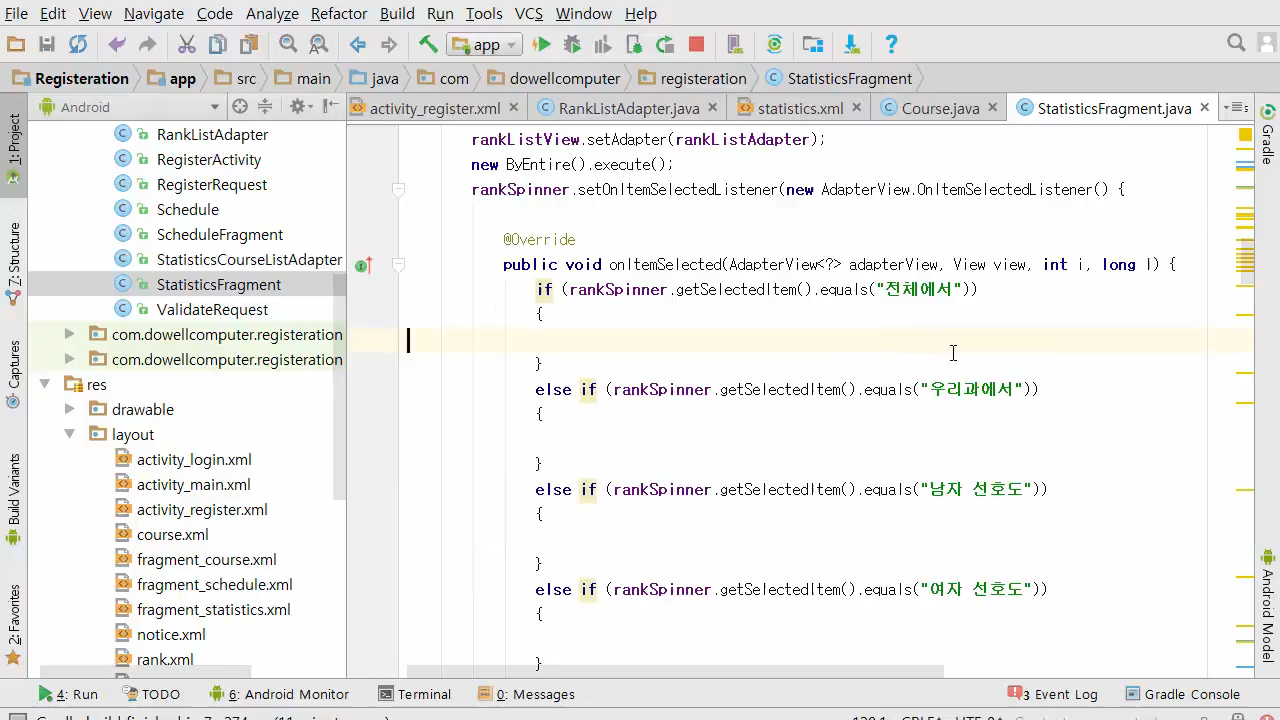 File Edit View Navigate Code Analyze Refactor Build Run Tools VCS Window Help
app
Registeration app src main java com dowellcomputer registeration StatisticsFragment
Android
activity_register.xml RankListAdapter.java statistics.xml Course.java StatisticsFragment.java
1: Project
7: Structure
Captures
Build Variants
2: Favorites
RankListAdapter
RegisterActivity
RegisterRequest
Schedule
ScheduleFragment
StatisticsCourseListAdapter
StatisticsFragment
ValidateRequest
com.dowellcomputer.registeration
com.dowellcomputer.registeration
res
drawable
layout
activity_login.xml
activity_main.xml
activity_register.xml
course.xml
fragment_course.xml
fragment_schedule.xml
fragment_statistics.xml
notice.xml
rank.xml
rankListView.setAdapter(rankListAdapter);
new ByEntire().execute();
rankSpinner.setOnItemSelectedListener(new AdapterView.OnItemSelectedListener() {
@Override
public void onItemSelected(AdapterView<?> adapterView, View view, int i, long l) {
if (rankSpinner.getSelectedItem().equals("전체에서"))
{
}
else if (rankSpinner.getSelectedItem().equals("우리과에서"))
{
}
else if (rankSpinner.getSelectedItem().equals("남자 선호도"))
{
}
else if (rankSpinner.getSelectedItem().equals("여자 선호도"))
{
}
Gradle
Android Model
4: Run TODO 6: Android Monitor Terminal 0: Messages 3 Event Log Gradle Console